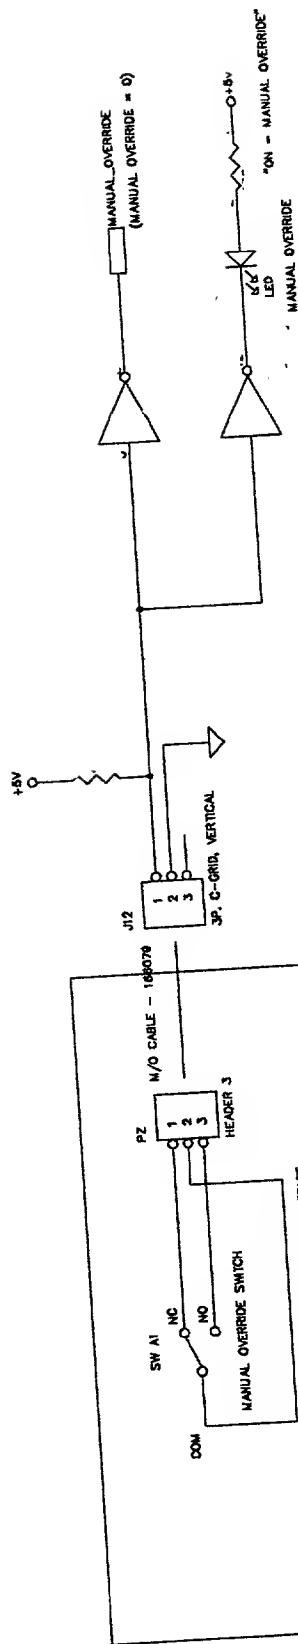 MANUAL_OVERRIDE
(MANUAL OVERRIDE = 0)
+5V
"ON - MANUAL OVERRIDE"
LED
MANUAL OVERRIDE
+5V
J12
1
2
3
3P, C-GRID, VERTICAL
M/O CABLE - 168079
P2
1
2
3
HEADER 3
SW A1
NC
NO
COM
MANUAL OVERRIDE SWITCH